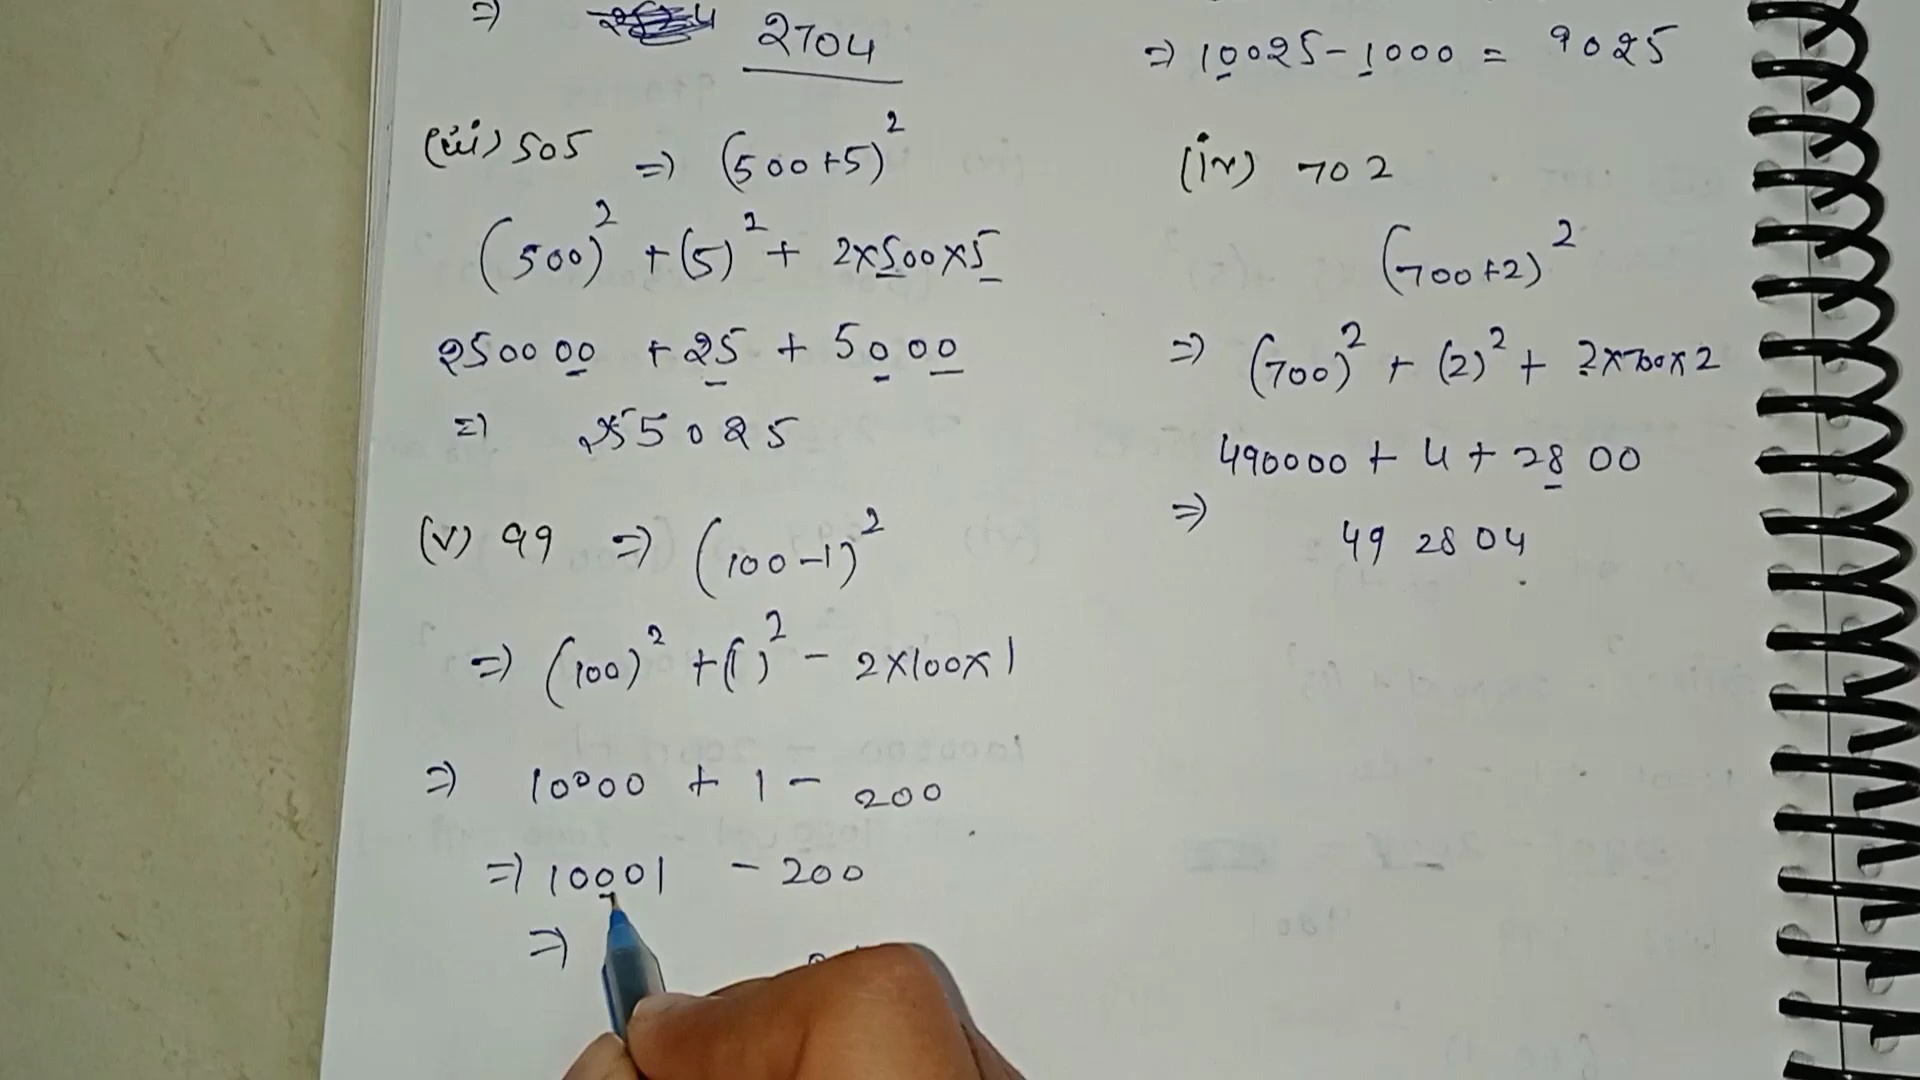 ⇒ 2704
(iii) 505 ⇒ (500+5)²
(500)² + (5)² + 2×500×5
250000 + 25 + 5000
⇒ 255025
(v) 99 ⇒ (100-1)²
⇒ (100)² + (1)² - 2×100×1
⇒ 10000 + 1 - 200
⇒ 10001 - 200
⇒
⇒ 10025-1000 = 9025
(iv) 702
(700+2)²
⇒ (700)² + (2)² + 2×700×2
490000 + 4 + 2800
⇒ 492804